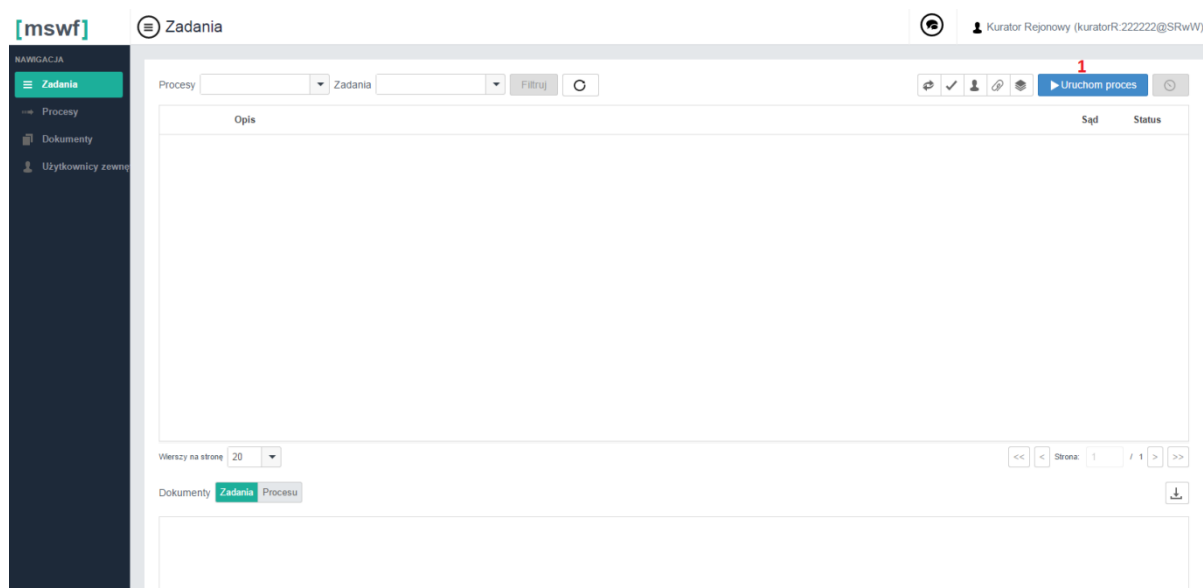 [mswf]
Zadania
Kurator Rejonowy (kuratorR:222222@SRwW)
NAWIGACJA
Zadania
Procesy
Dokumenty
Użytkownicy zewnę
1
Procesy Zadania Filtruj Uruchom proces
Opis Sąd Status
Wierszy na stronę 20 << < Strona: 1 / 1 > >>
Dokumenty Zadania Procesu